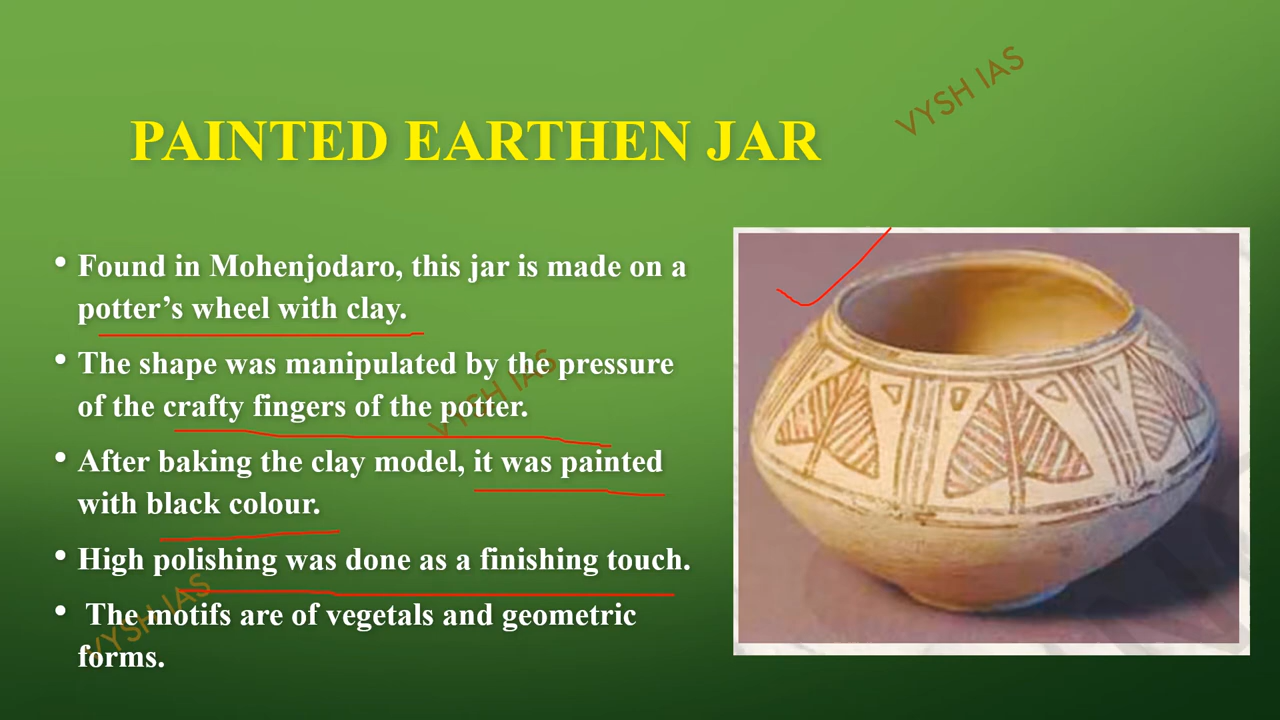 VYSH IAS
PAINTED EARTHEN JAR
• Found in Mohenjodaro, this jar is made on a
potter’s wheel with clay.
• The shape was manipulated by the pressure
of the crafty fingers of the potter.
VYSH IAS
• After baking the clay model, it was painted
with black colour.
• High polishing was done as a finishing touch.
• The motifs are of vegetals and geometric
forms.
VYSH IAS